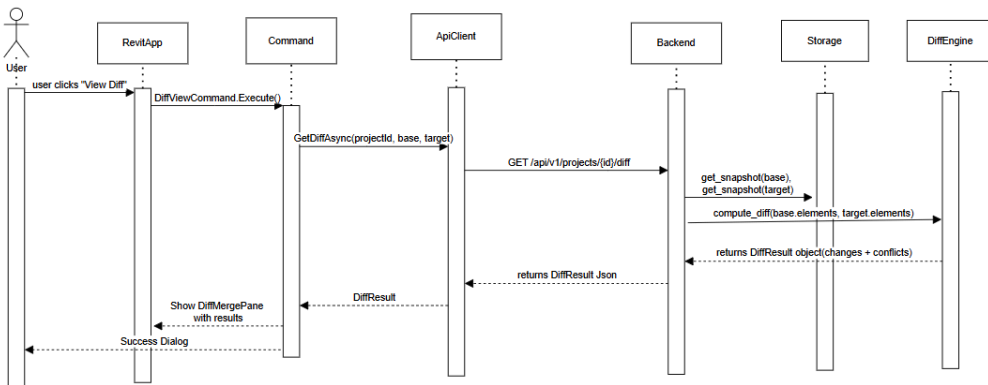 RevitApp
Command
ApiClient
Backend
Storage
DiffEngine
User
user clicks "View Diff"
DiffViewCommand.Execute()
GetDiffAsync(projectId, base, target)
GET /api/v1/projects/{id}/diff
get_snapshot(base),
get_snapshot(target)
compute_diff(base.elements, target.elements)
returns DiffResult object(changes + conflicts)
returns DiffResult Json
DiffResult
Show DiffMergePane
with results
Success Dialog